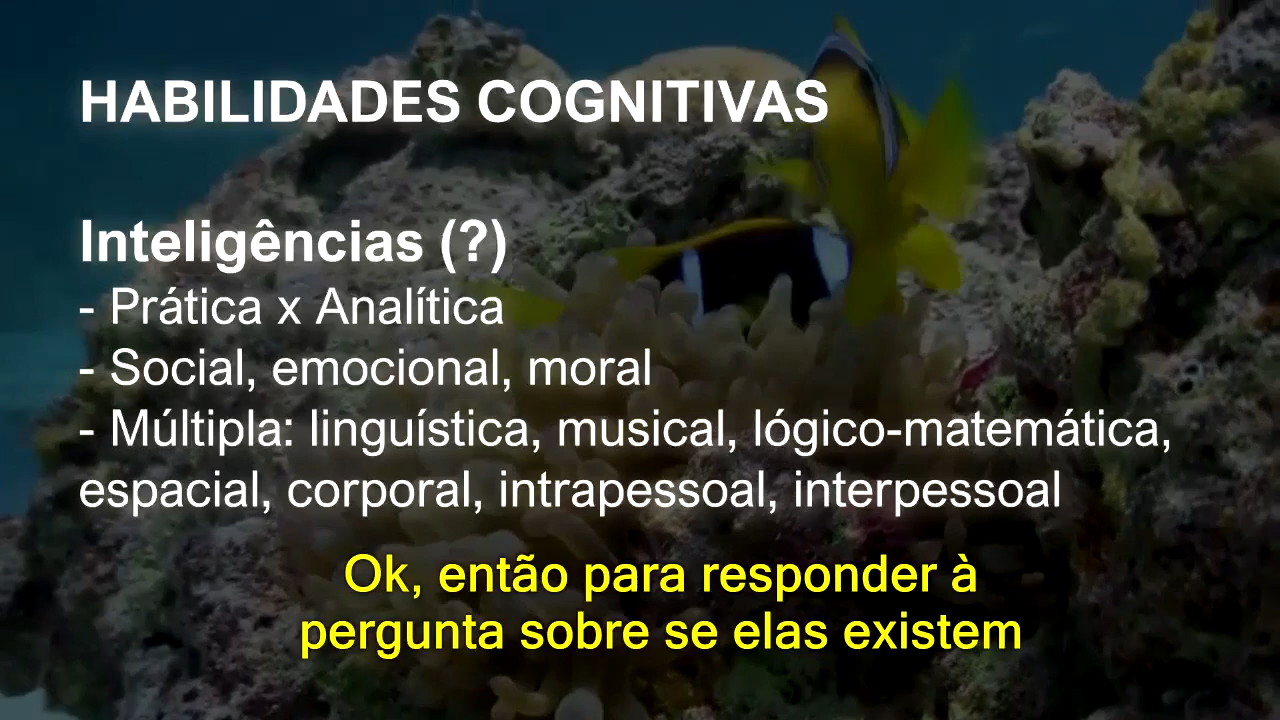 HABILIDADES COGNITIVAS
Inteligências (?)
- Prática x Analítica
- Social, emocional, moral
- Múltipla: linguística, musical, lógico-matemática,
espacial, corporal, intrapessoal, interpessoal
Ok, então para responder à
pergunta sobre se elas existem